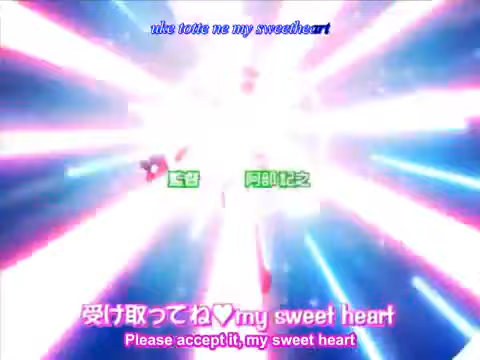 uke totte ne my sweetheart
監督 阿部記之
受け取ってね♥my sweet heart
Please accept it, my sweet heart